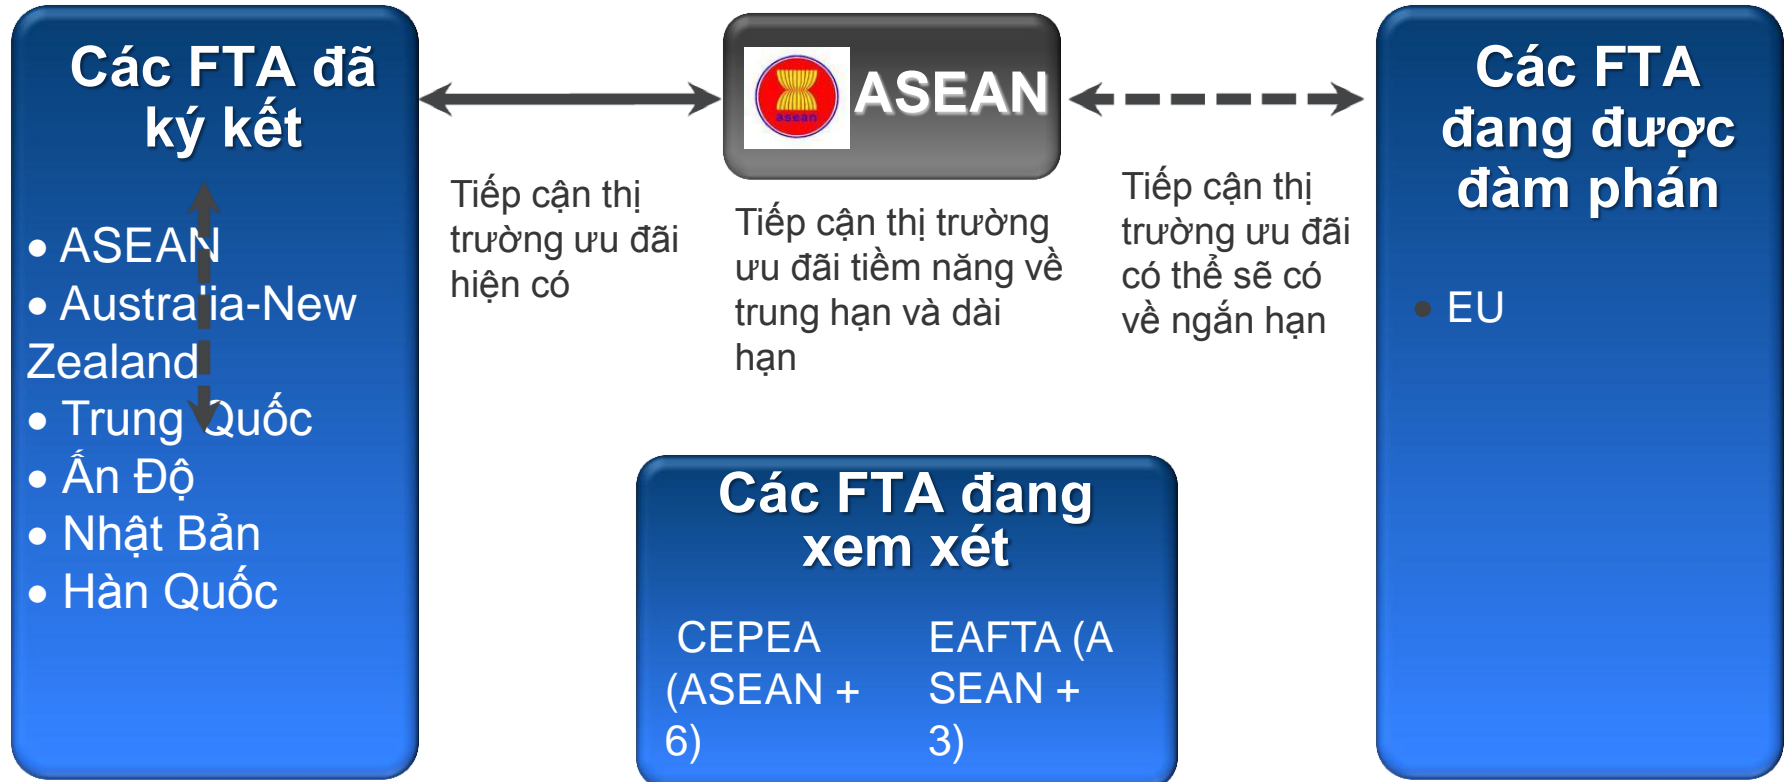 Các FTA đã
ký kết
• ASEAN
• Australia-New
Zealand
• Trung Quốc
• Ấn Độ
• Nhật Bản
• Hàn Quốc
Tiếp cận thị
trường ưu đãi
hiện có
asean
ASEAN
Tiếp cận thị trường
ưu đãi tiềm năng về
trung hạn và dài
hạn
Tiếp cận thị
trường ưu đãi
có thể sẽ có
về ngắn hạn
Các FTA
đang được
đàm phán
• EU
Các FTA đang
xem xét
CEPEA
(ASEAN +
6)
EAFTA (A
SEAN +
3)